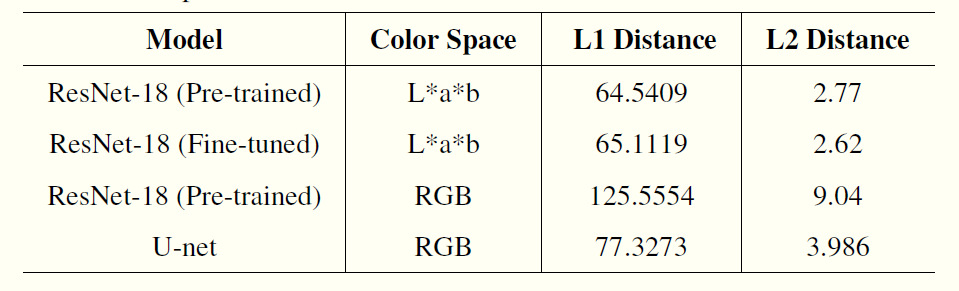 Model Color Space L1 Distance L2 Distance
ResNet-18 (Pre-trained) L*a*b 64.5409 2.77
ResNet-18 (Fine-tuned) L*a*b 65.1119 2.62
ResNet-18 (Pre-trained) RGB 125.5554 9.04
U-net RGB 77.3273 3.986